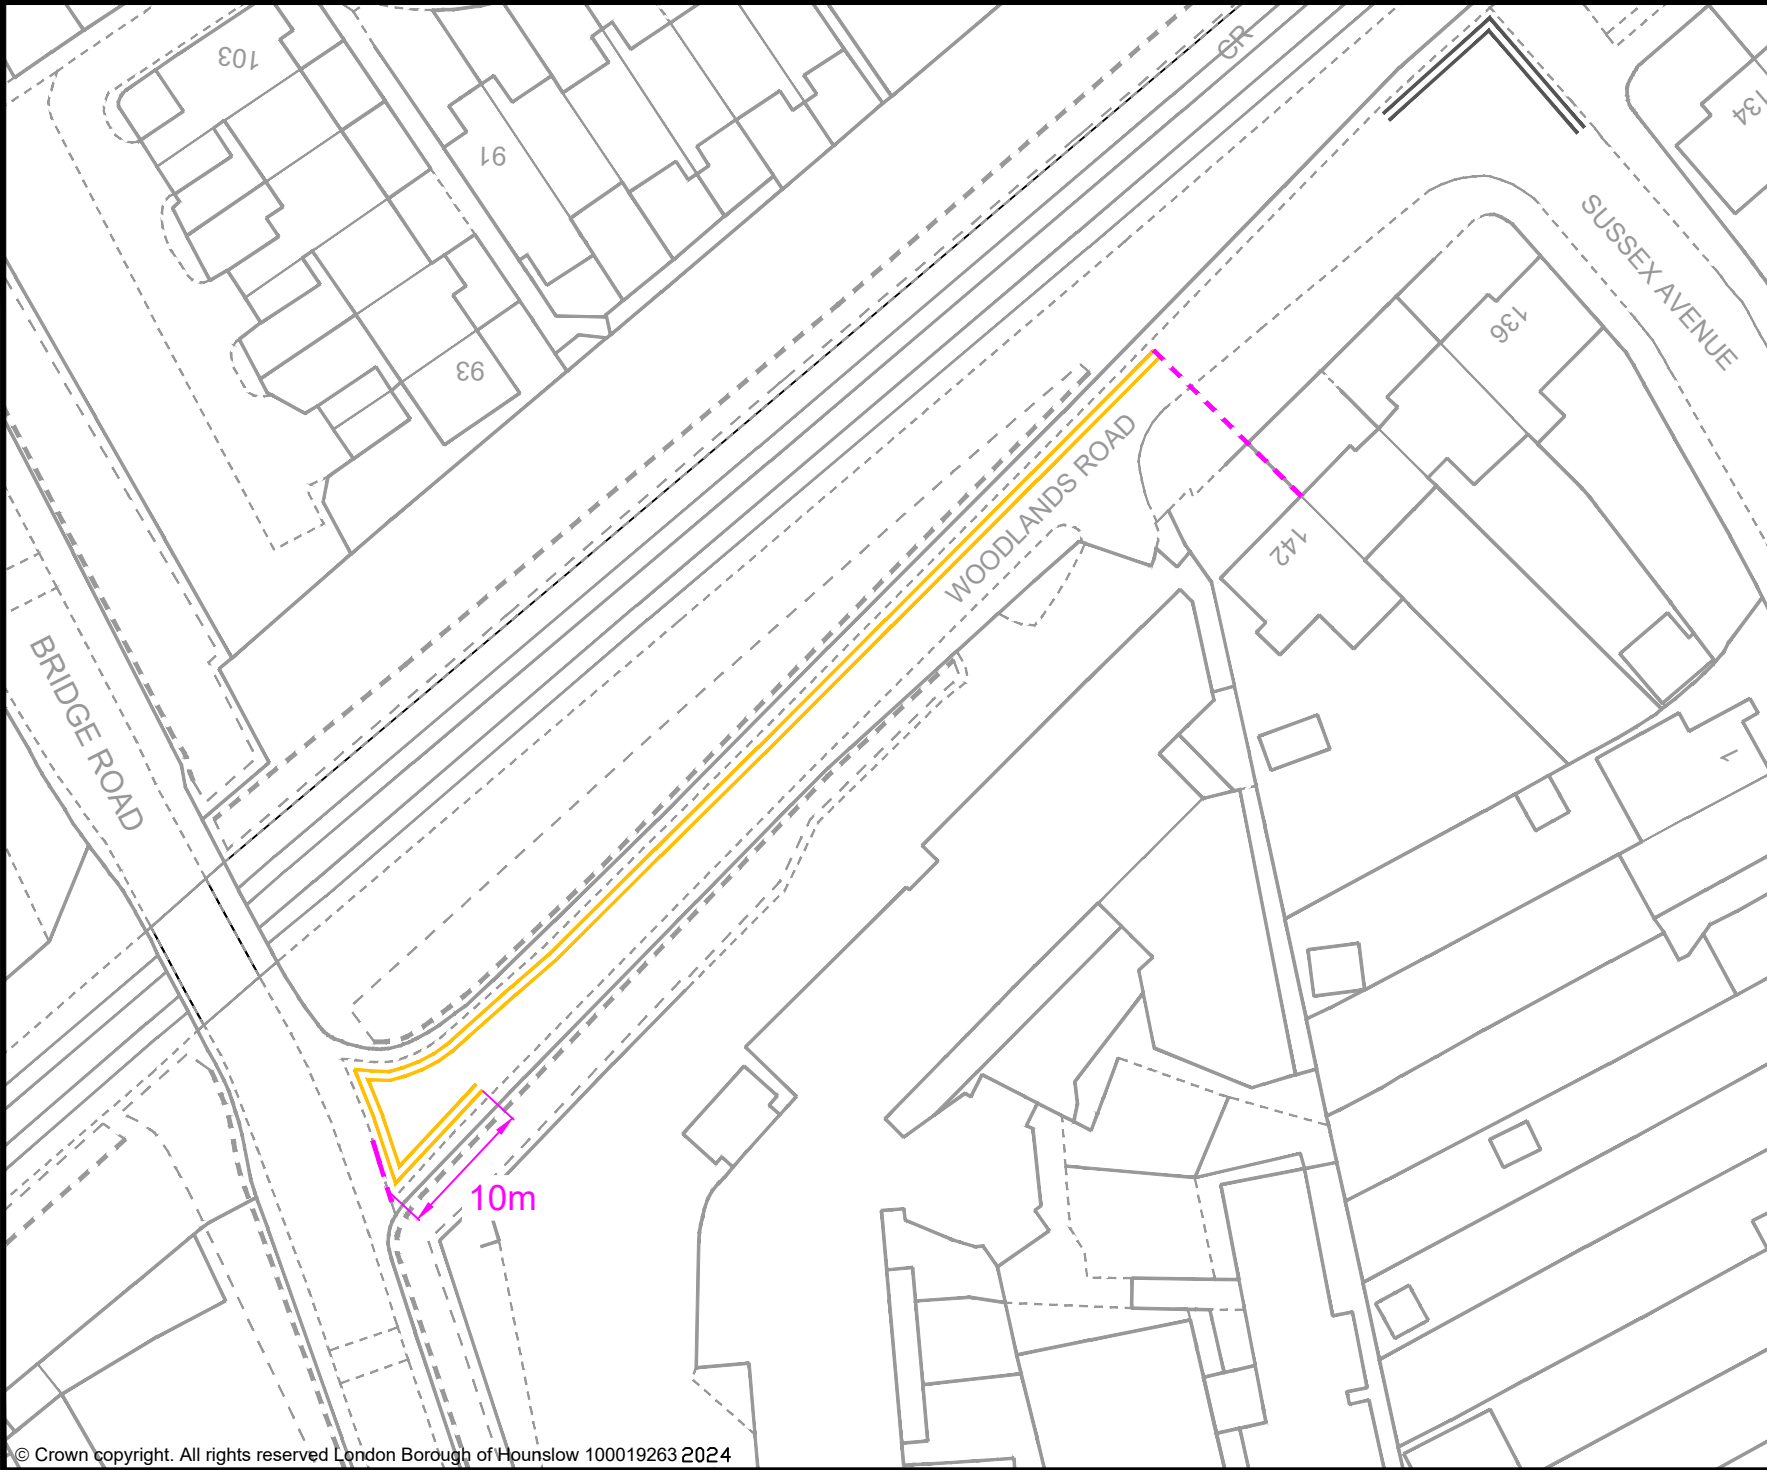 103
CR
134
91
SUSSEX AVENUE
136
93
WOODLANDS ROAD
142
BRIDGE ROAD
1
10m
© Crown copyright. All rights reserved London Borough of Hounslow 100019263 2024